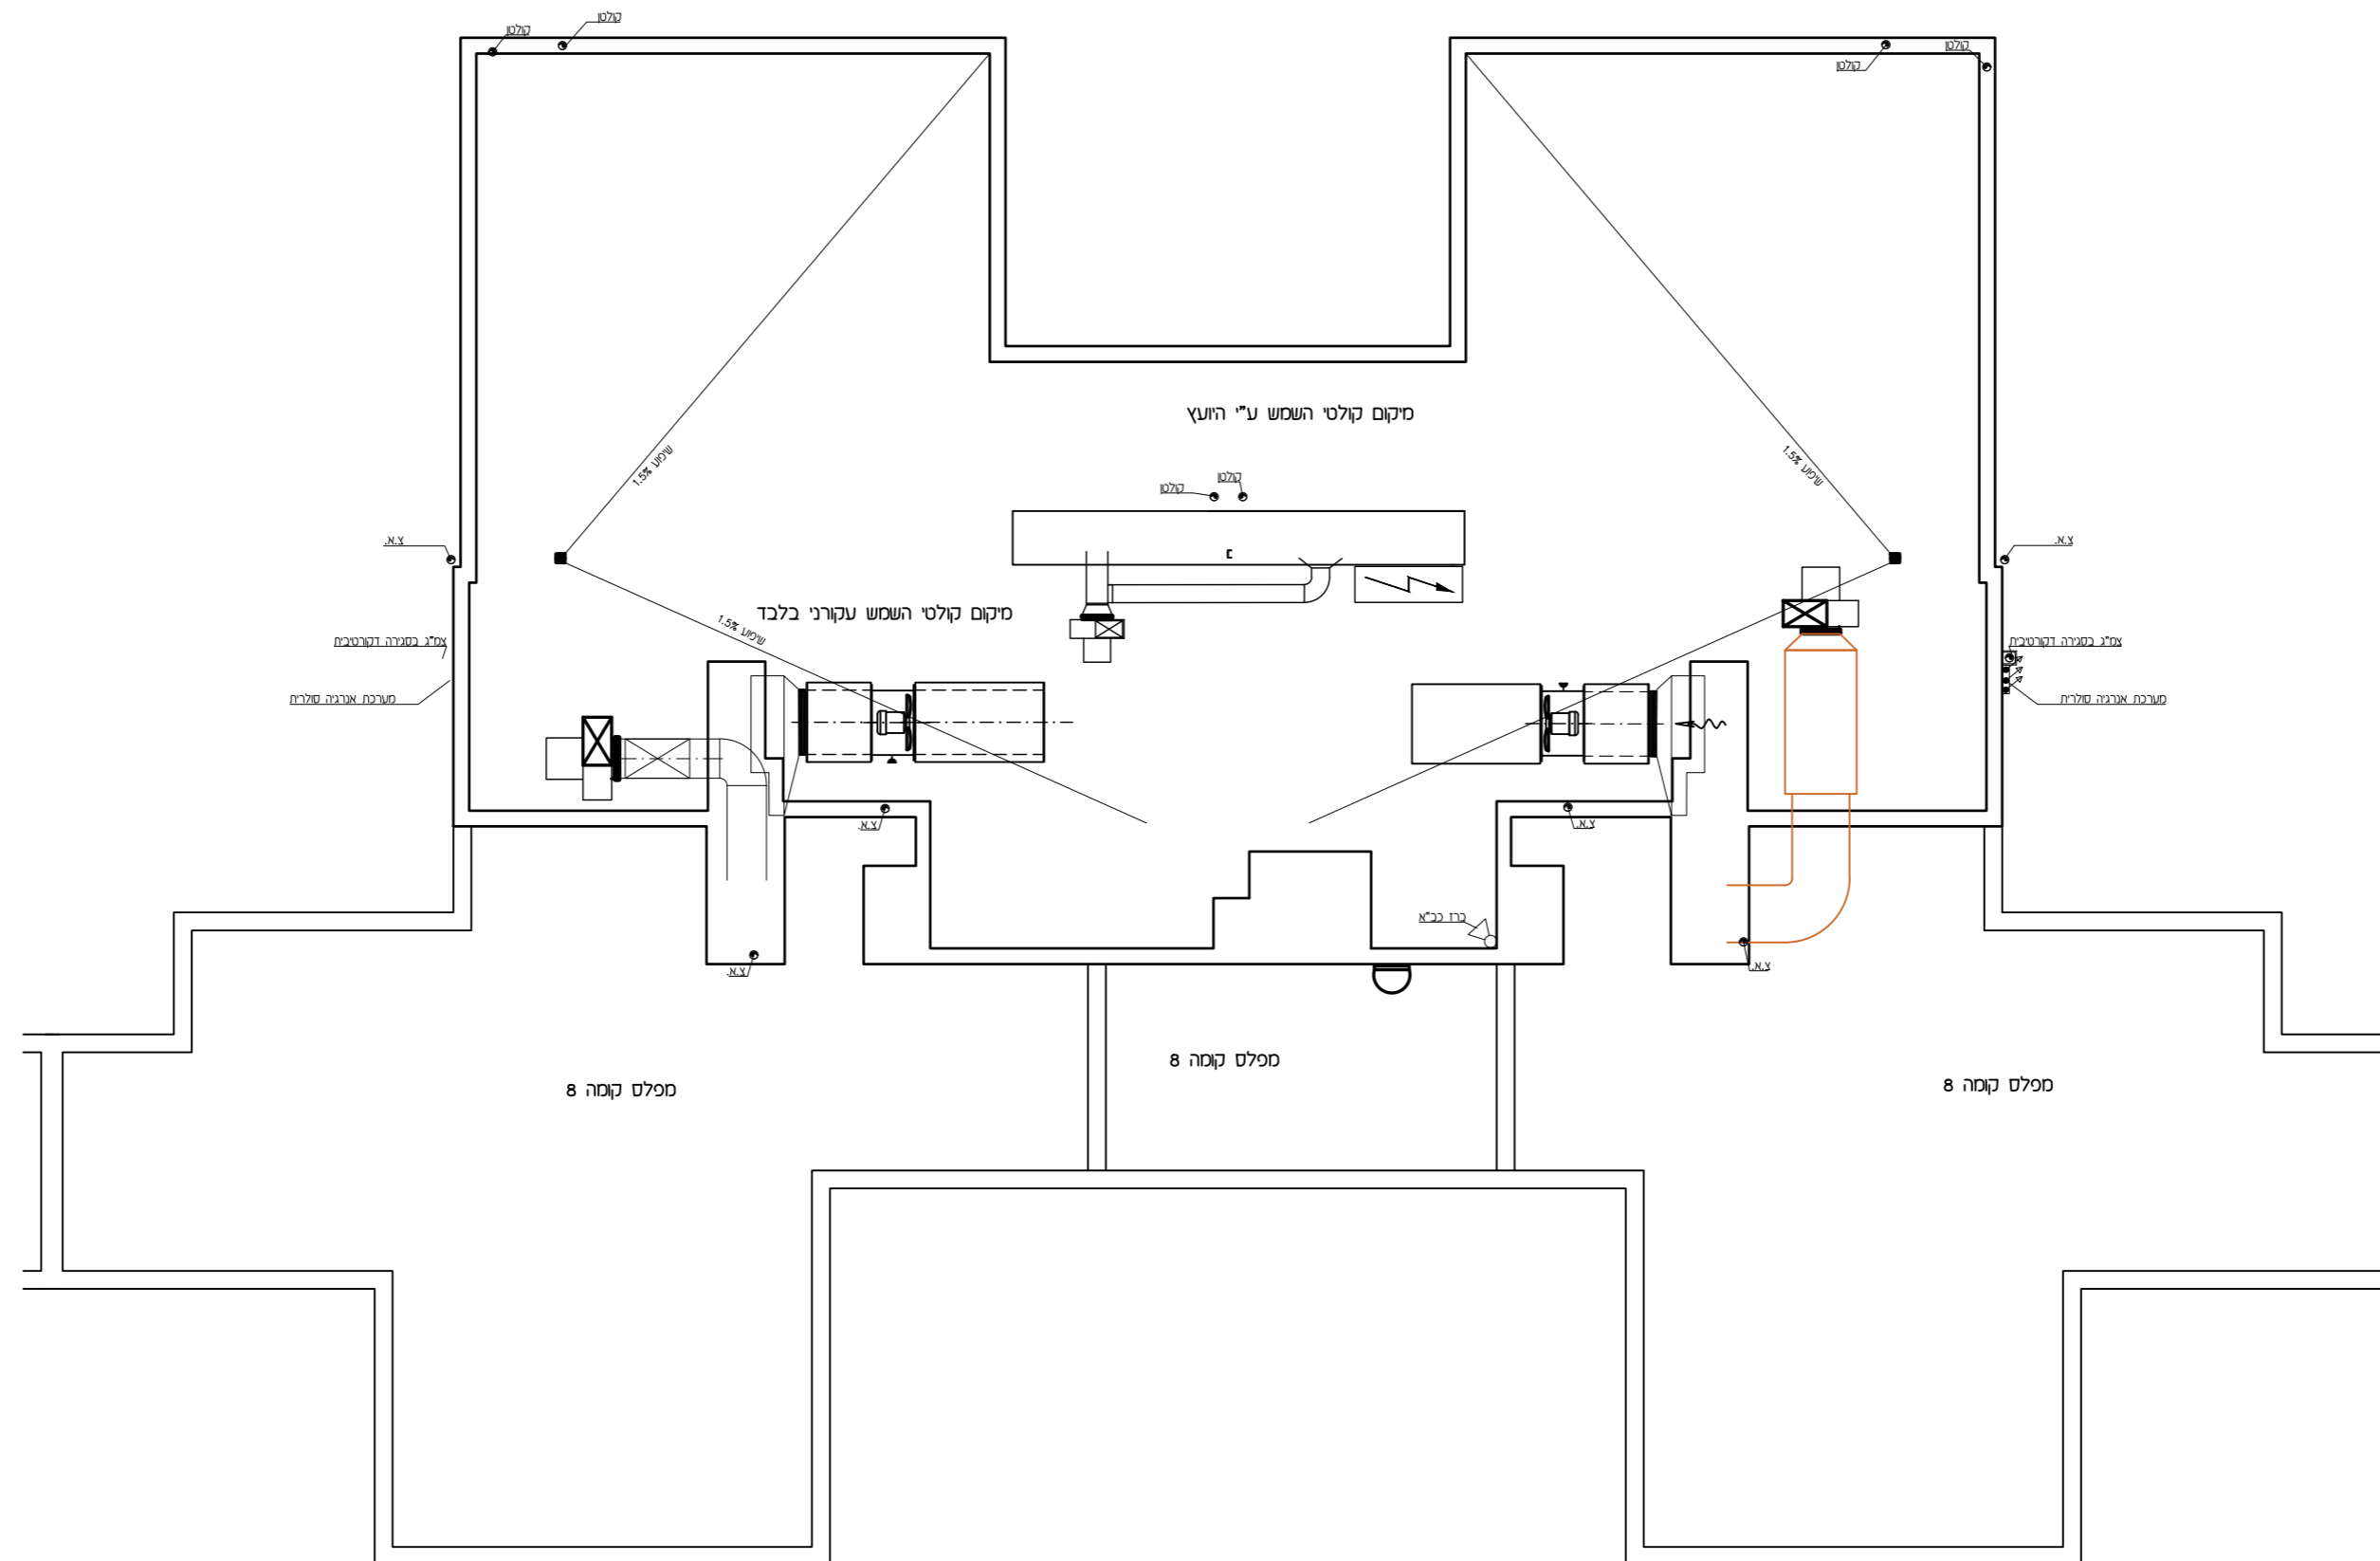 קולטן
קולטן
קולטן
קולטן
מיקום קולטי השמש ע"י היועץ
שיפוע 1.5%
שיפוע 1.5%
קולטן
קולטן
צ.א.
צ.א.
מיקום קולטי השמש עקורני בלבד
שיפוע 1.5%
צמ"ג בסגירה דקורטיבית
צמ"ג בסגירה דקורטיבית
מערכת אנרגיה סולרית
מערכת אנרגיה סולרית
צ.א.
צ.א.
ברז כב"א
צ.א.
צ.א.
מפלס קומה 8
מפלס קומה 8
מפלס קומה 8